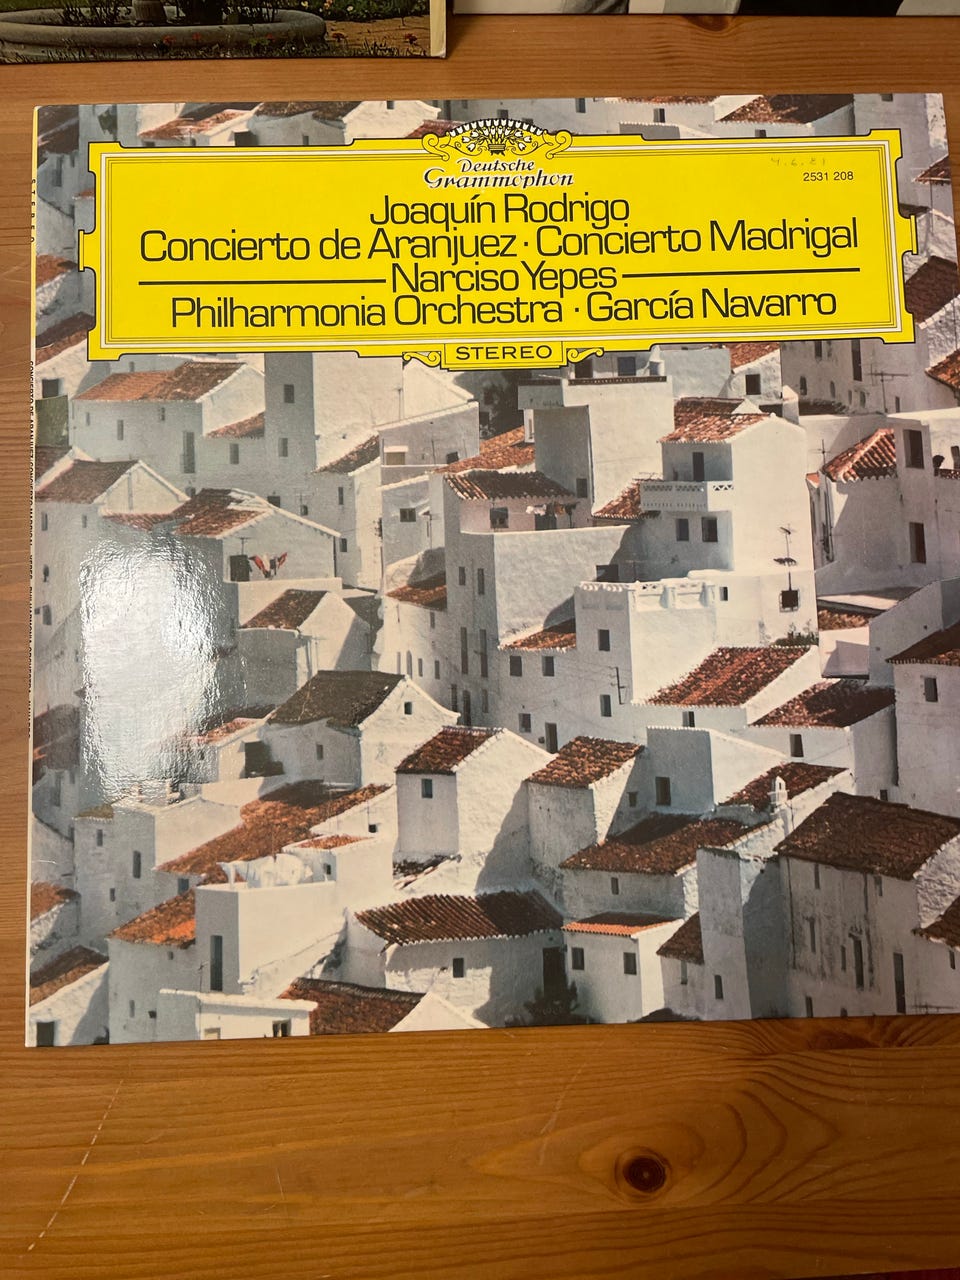 Deutsche
Grammophon
4.6.81
2531 208
Joaquín Rodrigo
Concierto de Aranjuez · Concierto Madrigal
Narciso Yepes
Philharmonia Orchestra · García Navarro
STEREO
STEREO